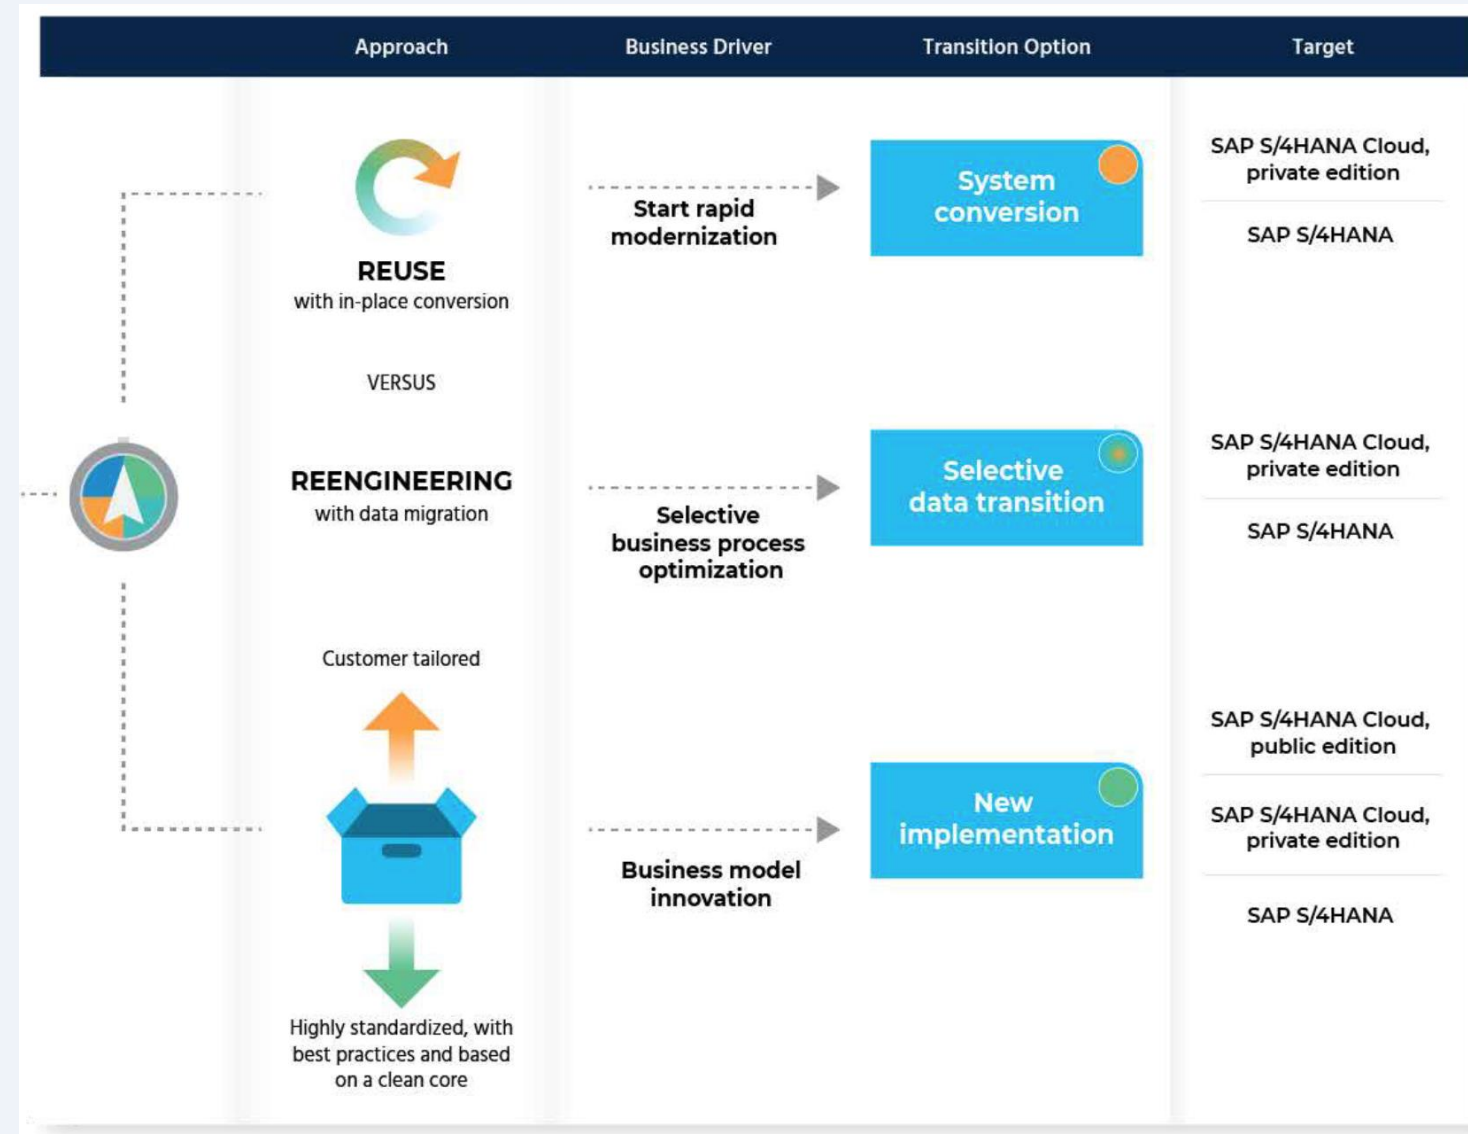 Approach
Business Driver
Transition Option
Target
REUSE
with in-place conversion
VERSUS
REENGINEERING
with data migration
Customer tailored
Highly standardized, with
best practices and based
on a clean core
Start rapid
modernization
Selective
business process
optimization
Business model
innovation
System
conversion
Selective
data transition
New
implementation
SAP S/4HANA Cloud,
private edition
SAP S/4HANA
SAP S/4HANA Cloud,
private edition
SAP S/4HANA
SAP S/4HANA Cloud,
public edition
SAP S/4HANA Cloud,
private edition
SAP S/4HANA